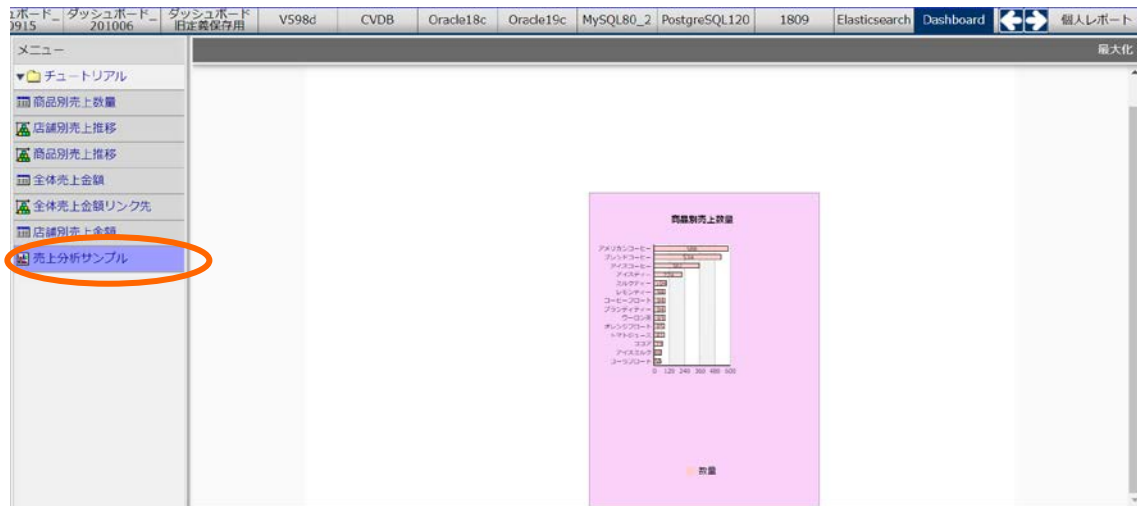 ュボード_ ダッシュボード_ ダッシュボード V598d CVDB Oracle18c Oracle19c MySQL80_2 PostgreSQL120 1809 Elasticsearch Dashboard 個人レポート
0915 201006 旧定義保存用
メニュー
最大化
チュートリアル
商品別売上数量
店舗別売上推移
商品別売上推移
全体売上金額
全体売上金額リンク先
店舗別売上金額
売上分析サンプル
商品別売上数量
アメリカンコーヒー
ブレンドコーヒー 534
アイスコーヒー
アイスティー
ミルクティー
レモンティー
コーヒーフロート
ブランディティー
ウーロン茶
オレンジフロート
トマトジュース
ココア
アイスミルク
コーラフロート
0 120 240 360 480 600
数量